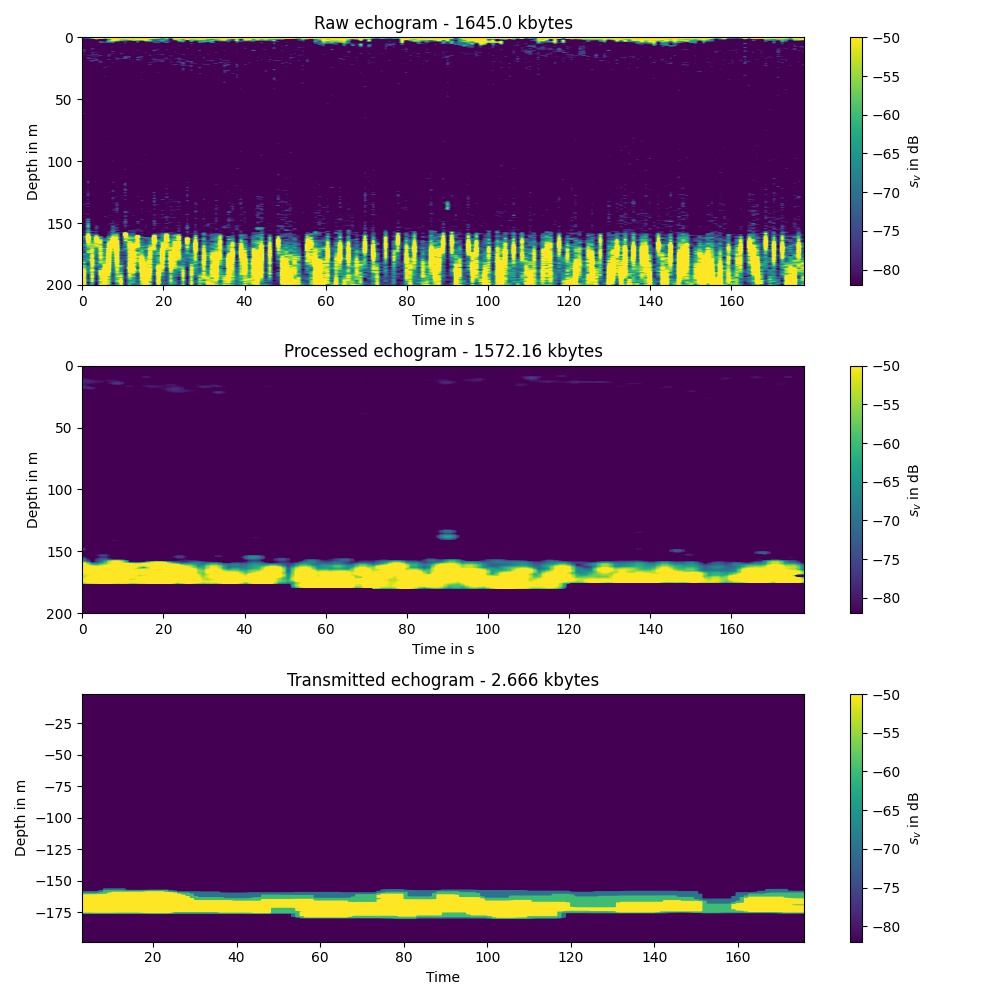 Raw echogram - 1645.0 kbytes
0
50
100
150
200
Depth in m
0 20 40 60 80 100 120 140 160
Time in s
−50
−55
−60
−65
−70
−75
−80
sv in dB
Processed echogram - 1572.16 kbytes
0
50
100
150
200
Depth in m
0 20 40 60 80 100 120 140 160
Time in s
−50
−55
−60
−65
−70
−75
−80
sv in dB
Transmitted echogram - 2.666 kbytes
−25
−50
−75
−100
−125
−150
−175
Depth in m
20 40 60 80 100 120 140 160
Time
−50
−55
−60
−65
−70
−75
−80
sv in dB